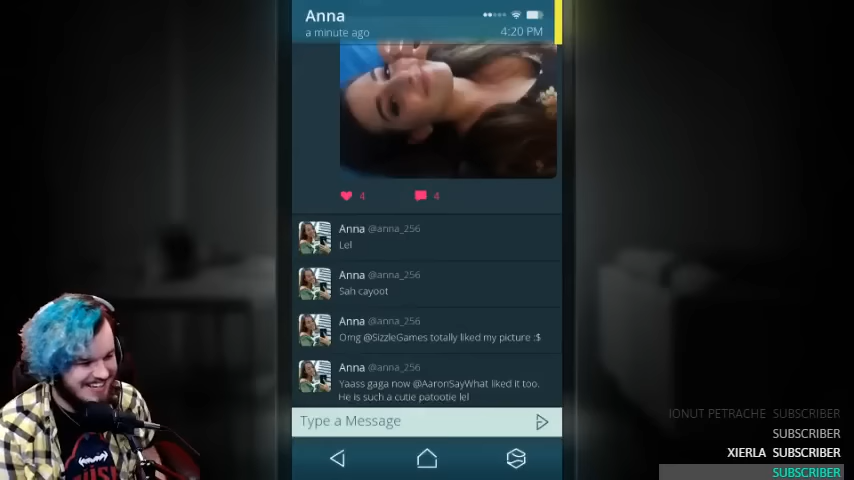 Anna
a minute ago
4:20 PM
4
4
Anna @anna_256
Lel
Anna @anna_256
Sah cayoot
Anna @anna_256
Omg @SizzleGames totally liked my picture :$
Anna @anna_256
Yaass gaga now @AaronSayWhat liked it too.
He is such a cutie patootie lel
Type a Message
IONUT PETRACHE SUBSCRIBER
SUBSCRIBER
XIERLA SUBSCRIBER
SUBSCRIBER